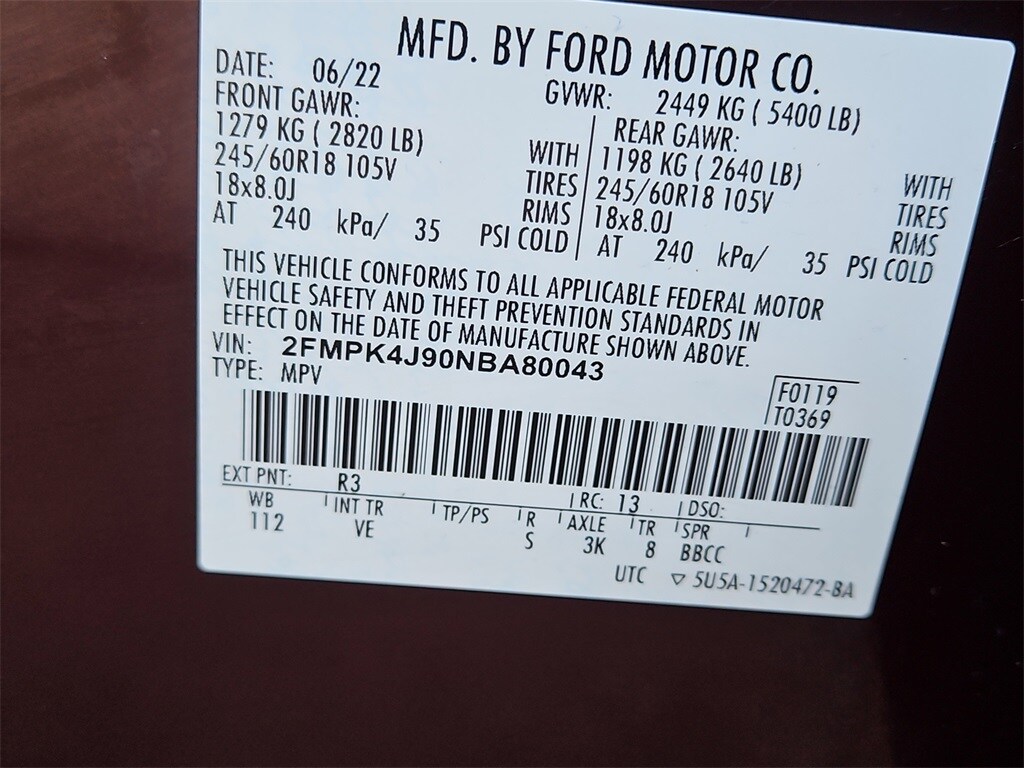 MFD. BY FORD MOTOR CO.
DATE: 06/22 GVWR: 2449 KG ( 5400 LB)
FRONT GAWR: REAR GAWR:
1279 KG ( 2820 LB) WITH 1198 KG ( 2640 LB) WITH
245/60R18 105V TIRES 245/60R18 105V TIRES
18x8.0J RIMS 18x8.0J RIMS
AT 240 kPa/ 35 PSI COLD AT 240 kPa/ 35 PSI COLD
THIS VEHICLE CONFORMS TO ALL APPLICABLE FEDERAL MOTOR
VEHICLE SAFETY AND THEFT PREVENTION STANDARDS IN
EFFECT ON THE DATE OF MANUFACTURE SHOWN ABOVE.
VIN: 2FMPK4J90NBA80043
TYPE: MPV
F0119
T0369
EXT PNT: R3 RC: 13 DSO:
WB INT TR TP/PS R AXLE TR SPR
112 VE S 3K 8 BBCC
UTC ▽ 5U5A-1520472-BA